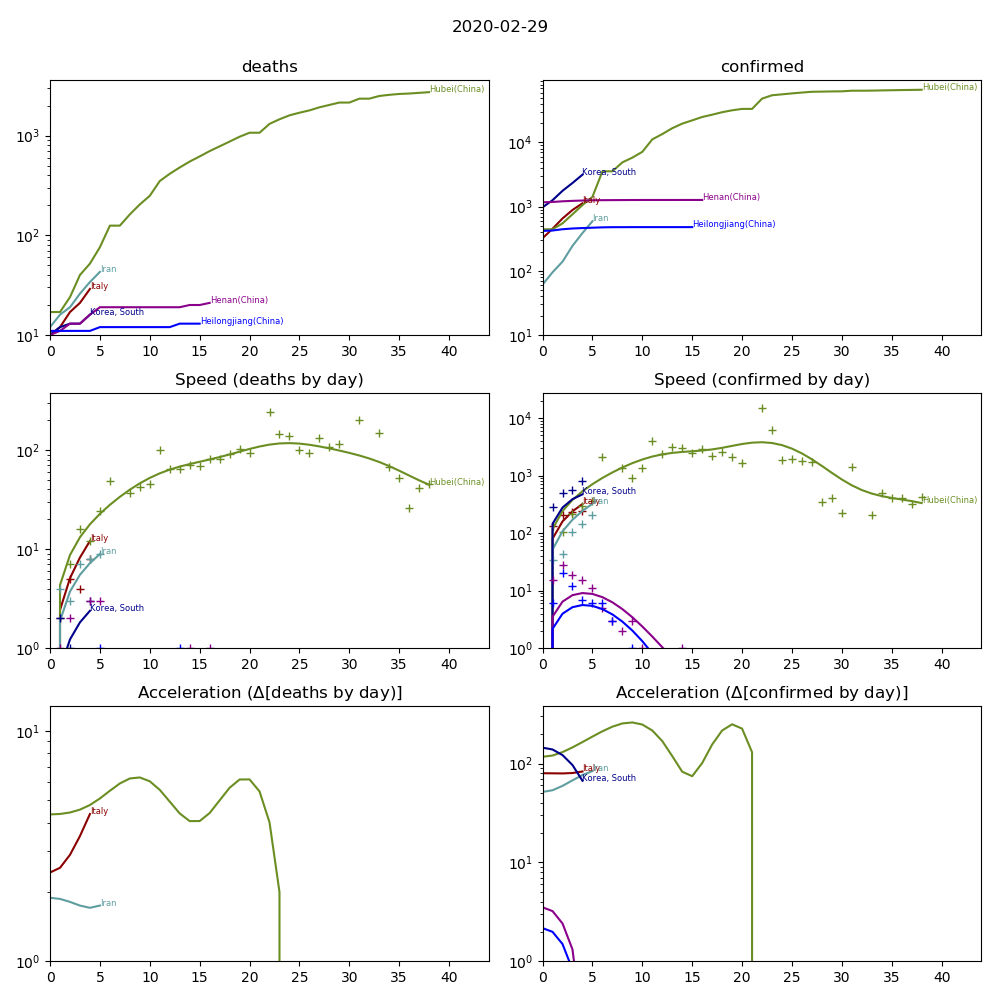 2020-02-29
deaths
confirmed
10³
10²
10¹
Hubei(China)
Iran
Italy
Korea, South
Henan(China)
Heilongjiang(China)
0 5 10 15 20 25 30 35 40
10⁴
10³
10²
10¹
Hubei(China)
Korea, South
Italy
Henan(China)
Iran
Heilongjiang(China)
0 5 10 15 20 25 30 35 40
Speed (deaths by day)
Speed (confirmed by day)
10²
10¹
10⁰
Hubei(China)
Italy
Iran
Korea, South
0 5 10 15 20 25 30 35 40
10⁴
10³
10²
10¹
10⁰
Korea, South
Italy
Iran
Hubei(China)
0 5 10 15 20 25 30 35 40
Acceleration (Δ[deaths by day)]
Acceleration (Δ[confirmed by day)]
10¹
10⁰
Italy
Iran
0 5 10 15 20 25 30 35 40
10²
10¹
10⁰
Italy
Iran
Korea, South
0 5 10 15 20 25 30 35 40